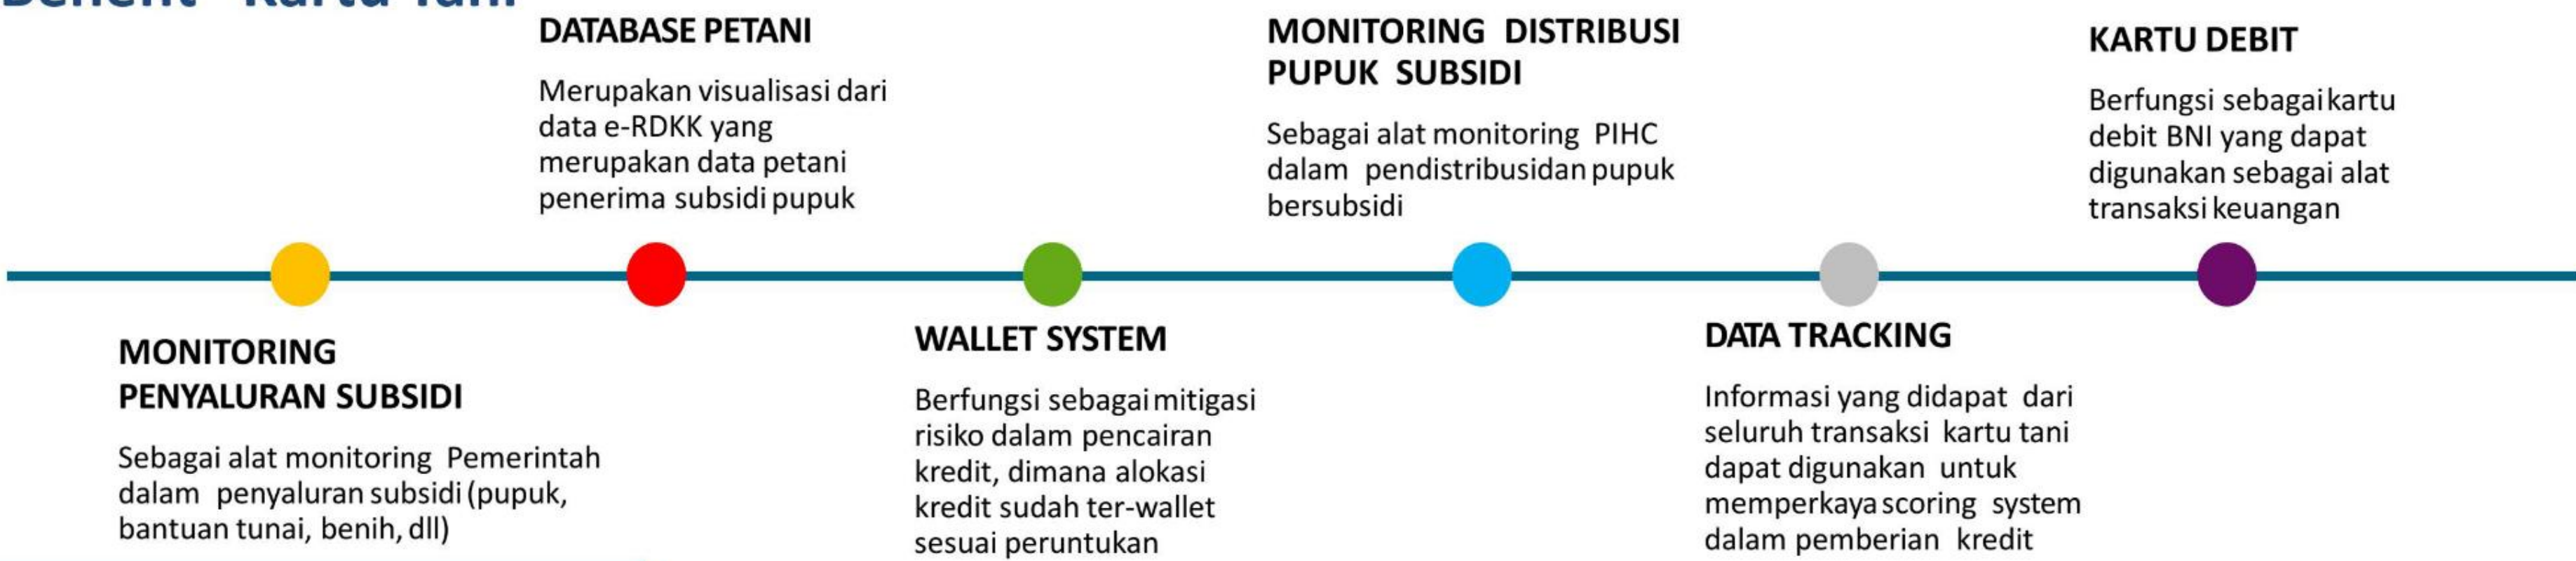 Benefit - Kartu Tani
DATABASE PETANI
Merupakan visualisasi dari
data e-RDKK yang
merupakan data petani
penerima subsidi pupuk
MONITORING DISTRIBUSI
PUPUK SUBSIDI
Sebagai alat monitoring PIHC
dalam pendistribusidan pupuk
bersubsidi
KARTU DEBIT
Berfungsi sebagai kartu
debit BNI yang dapat
digunakan sebagai alat
transaksi keuangan
MONITORING
PENYALURAN SUBSIDI
Sebagai alat monitoring Pemerintah
dalam penyaluran subsidi (pupuk,
bantuan tunai, benih, dll)
WALLET SYSTEM
Berfungsi sebagai mitigasi
risiko dalam pencairan
kredit, dimana alokasi
kredit sudah ter-wallet
sesuai peruntukan
DATA TRACKING
Informasi yang didapat dari
seluruh transaksi kartu tani
dapat digunakan untuk
memperkaya scoring system
dalam pemberian kredit